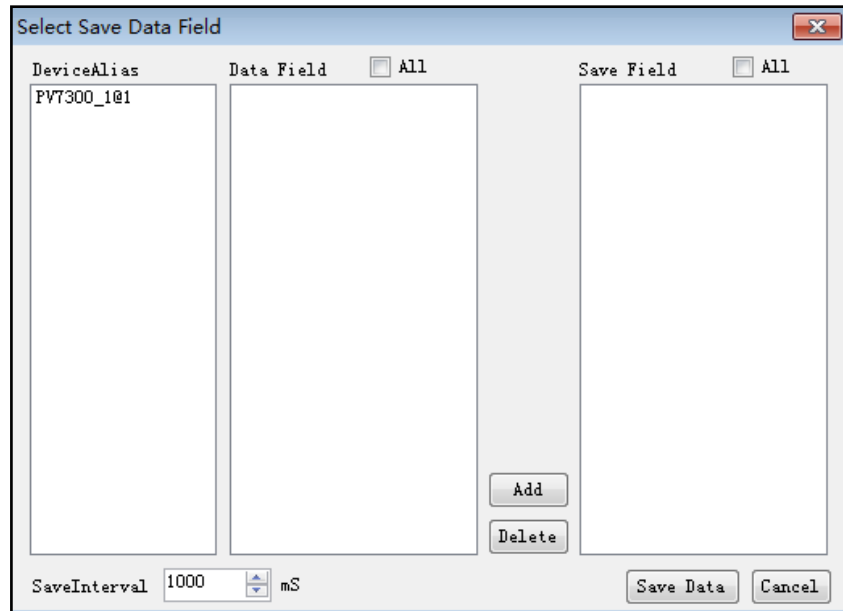 Select Save Data Field
DeviceAlias Data Field All Save Field All
PV7300_1@1
Add
Delete
SaveInterval 1000 mS Save Data Cancel